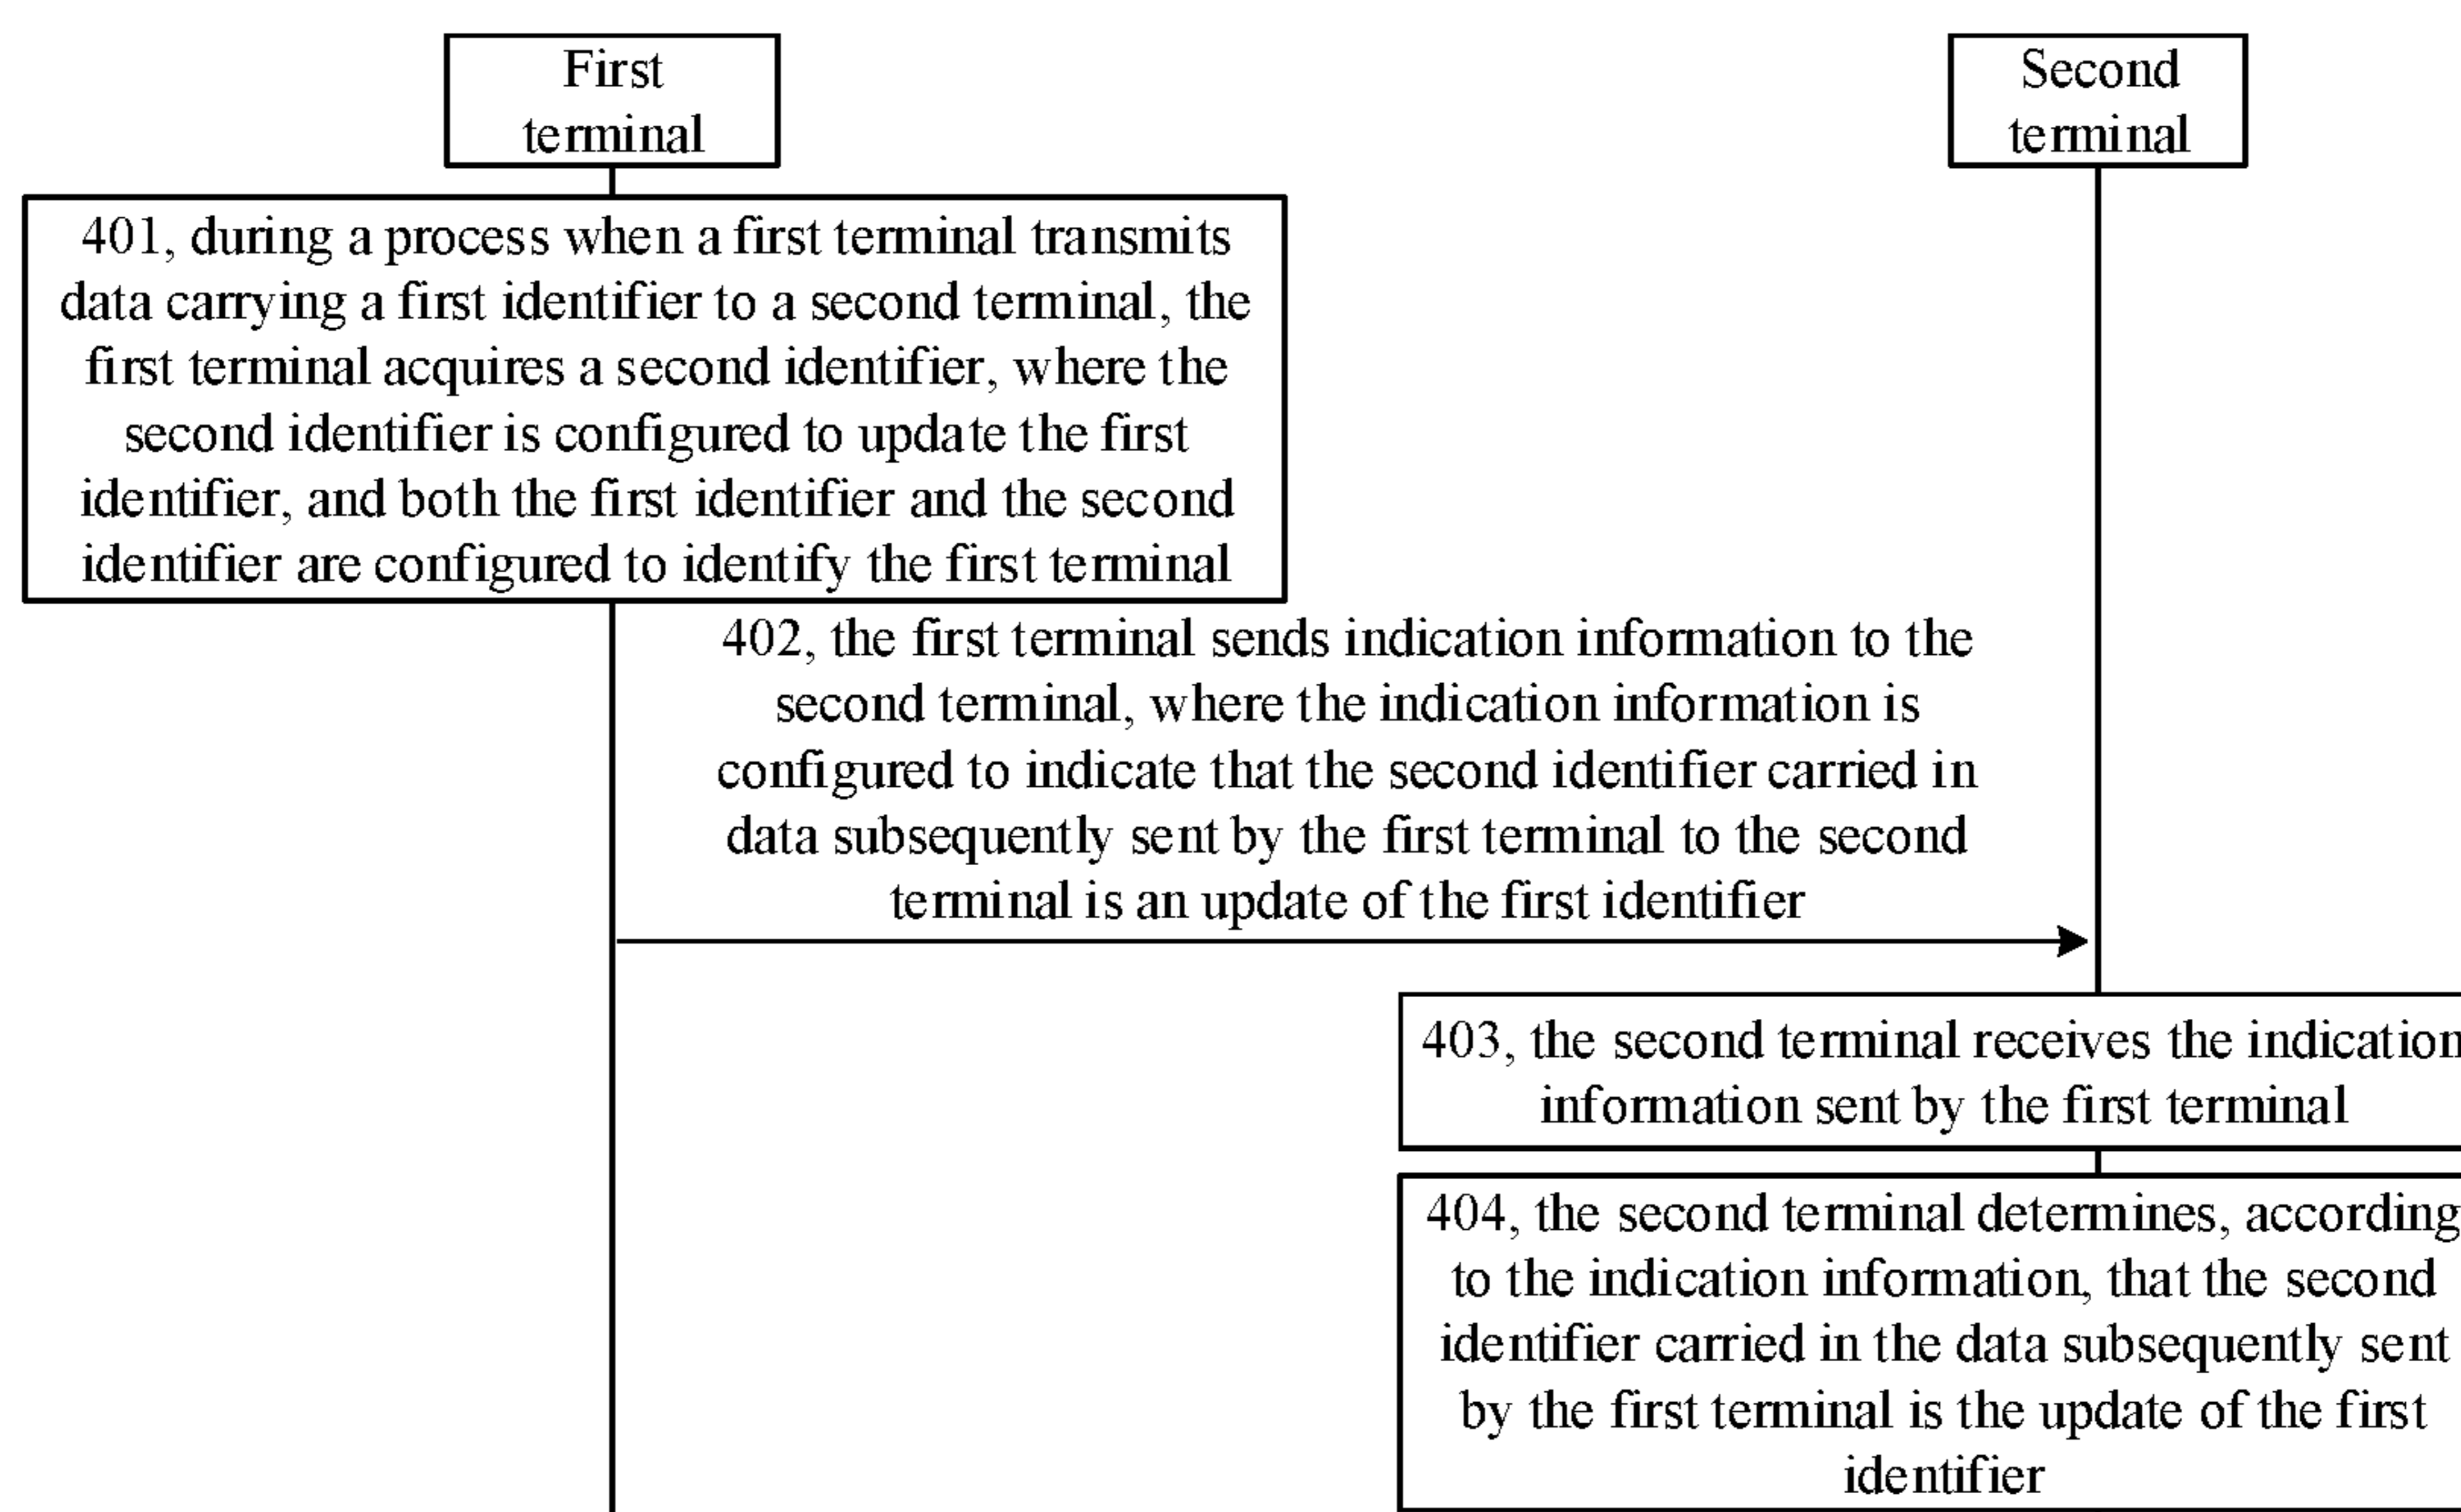 First
terminal
Second
terminal
401, during a process when a first terminal transmits
data carrying a first identifier to a second terminal, the
first terminal acquires a second identifier, where the
second identifier is configured to update the first
identifier, and both the first identifier and the second
identifier are configured to identify the first terminal
402, the first terminal sends indication information to the
second terminal, where the indication information is
configured to indicate that the second identifier carried in
data subsequently sent by the first terminal to the second
terminal is an update of the first identifier
403, the second terminal receives the indication
information sent by the first terminal
404, the second terminal determines, according
to the indication information, that the second
identifier carried in the data subsequently sent
by the first terminal is the update of the first
identifier